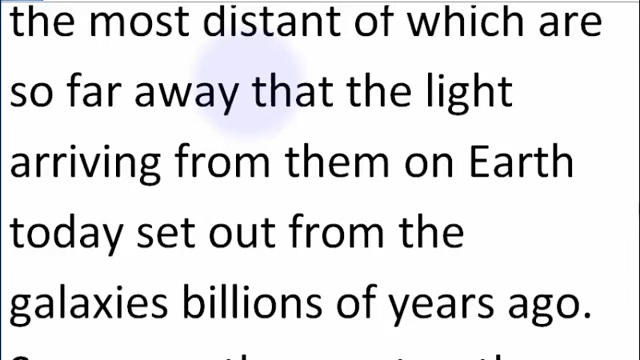 the most distant of which are
so far away that the light
arriving from them on Earth
today set out from the
galaxies billions of years ago.